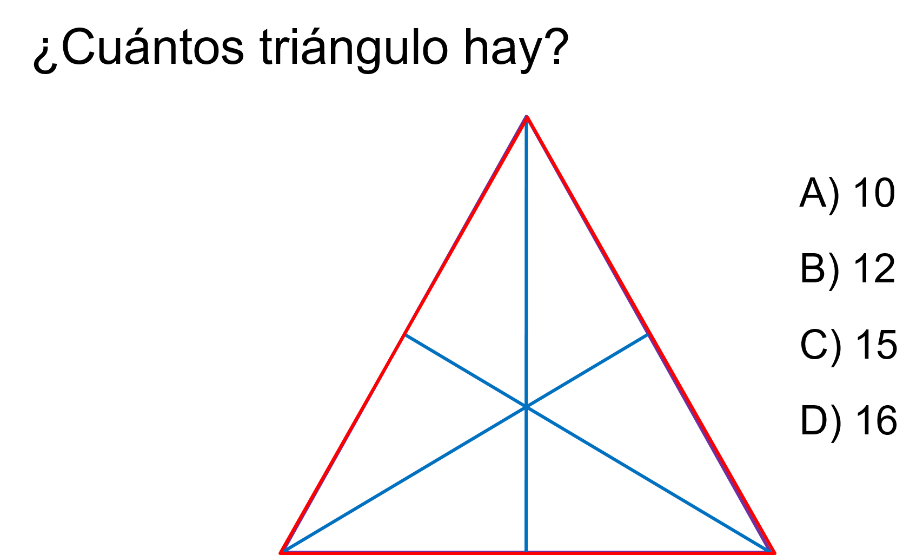 ¿Cuántos triángulo hay?
A) 10
B) 12
C) 15
D) 16